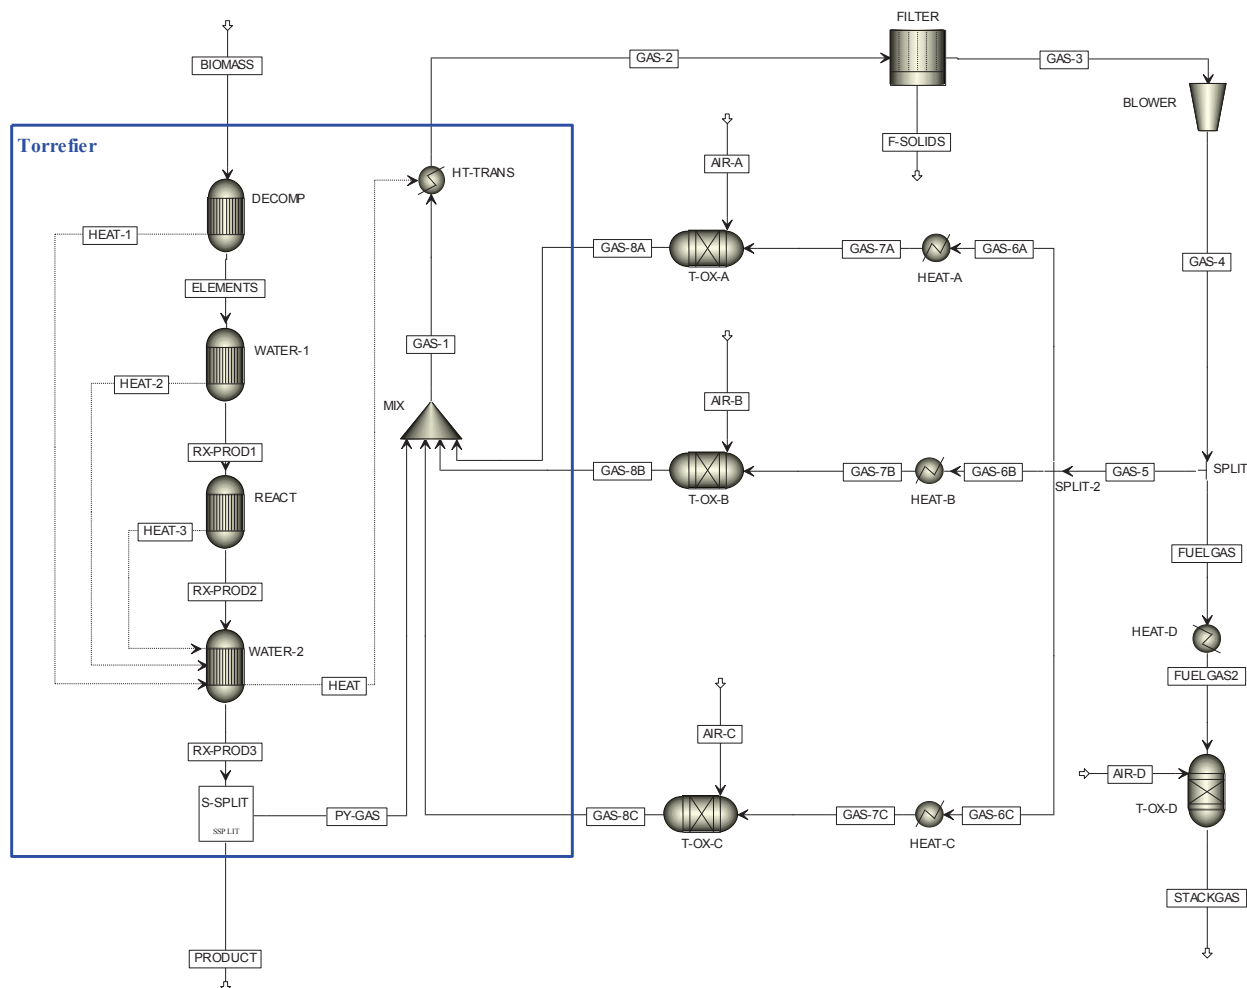 FILTER
GAS-2
GAS-3
BIOMASS
BLOWER
Torrefier
F-SOLIDS
AIR-A
HT-TRANS
DECOMP
HEAT-1
GAS-8A
GAS-7A
GAS-6A
T-OX-A
HEAT-A
GAS-4
ELEMENTS
GAS-1
WATER-1
HEAT-2
AIR-B
MIX
RX-PROD1
GAS-8B
GAS-7B
GAS-6B
GAS-5
SPLIT
SPLIT-2
T-OX-B
HEAT-B
REACT
HEAT-3
FUELGAS
RX-PROD2
HEAT-D
WATER-2
HEAT
FUELGAS2
AIR-C
RX-PROD3
AIR-D
S-SPLIT
SSPLIT
PY-GAS
GAS-8C
GAS-7C
GAS-6C
T-OX-D
T-OX-C
HEAT-C
STACKGAS
PRODUCT